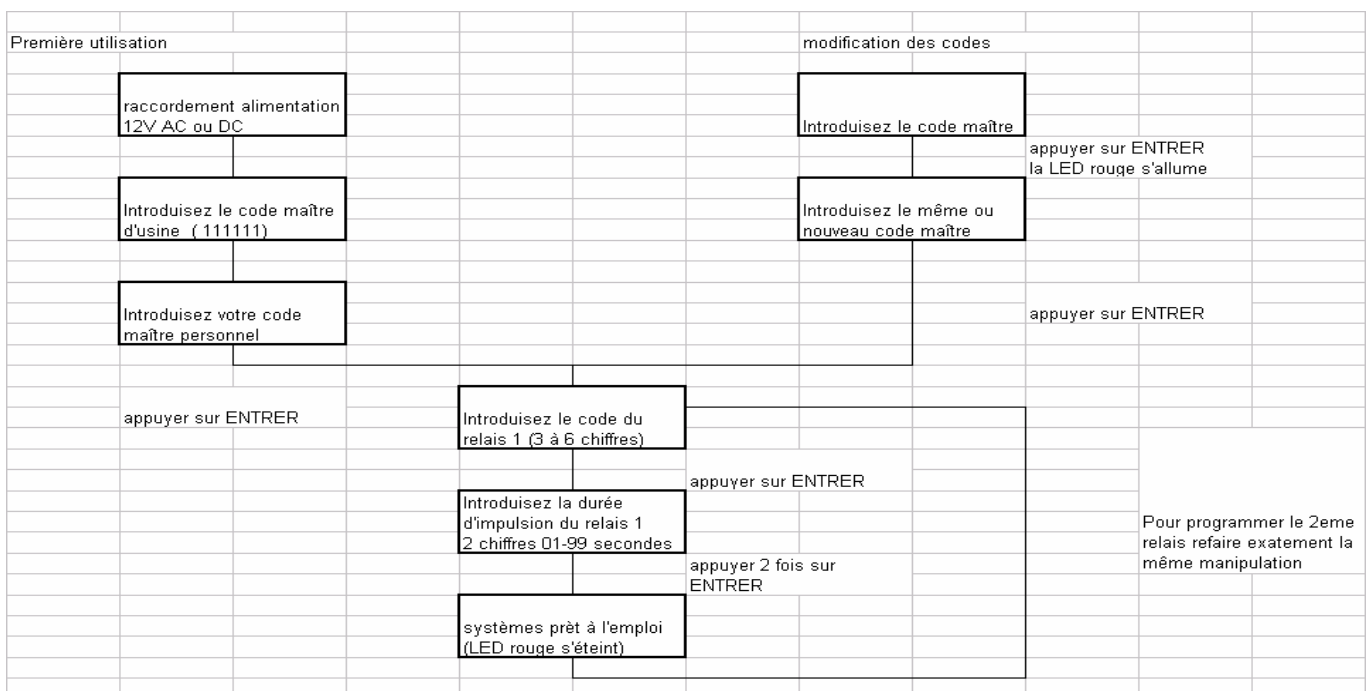 Première utilisation
modification des codes
raccordement alimentation
12V AC ou DC
Introduisez le code maître
appuyer sur ENTRER
la LED rouge s'allume
Introduisez le code maître
d'usine ( 111111)
Introduisez le même ou
nouveau code maître
Introduisez votre code
maître personnel
appuyer sur ENTRER
appuyer sur ENTRER
Introduisez le code du
relais 1 (3 à 6 chiffres)
appuyer sur ENTRER
Introduisez la durée
d'impulsion du relais 1
2 chiffres 01-99 secondes
Pour programmer le 2eme
relais refaire exatement la
même manipulation
appuyer 2 fois sur
ENTRER
systèmes prèt à l'emploi
(LED rouge s'éteint)